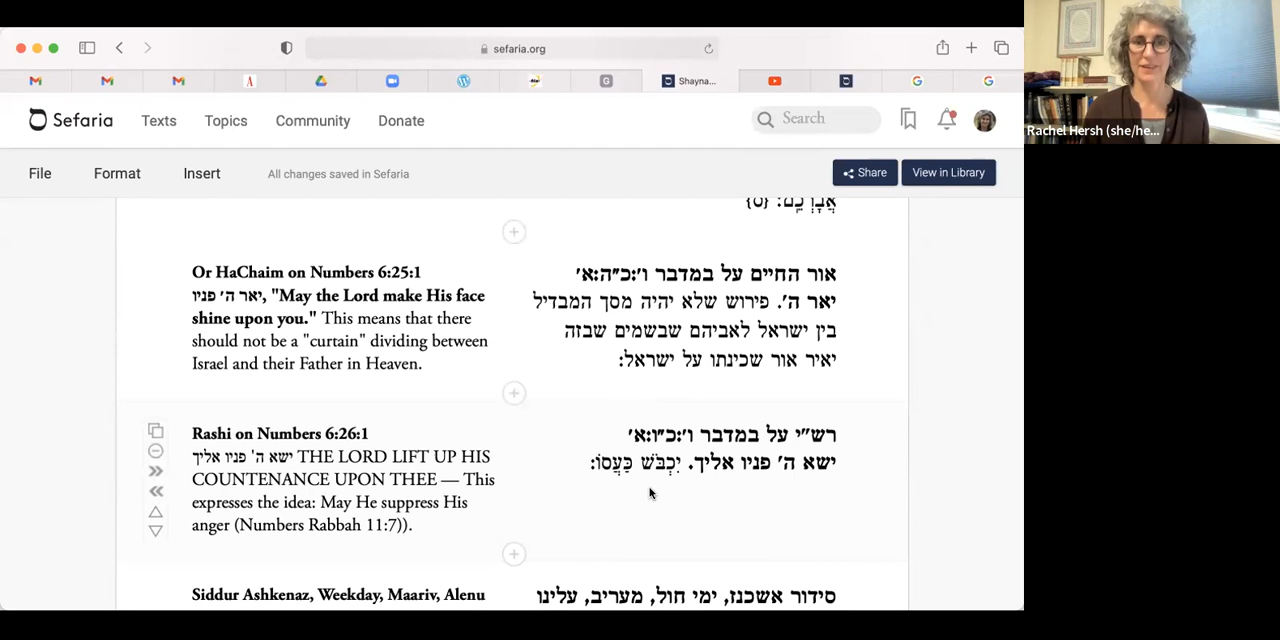 sefaria.org
Shayna...
Sefaria
Texts
Topics
Community
Donate
Search
File
Format
Insert
All changes saved in Sefaria
Share
View in Library
Rachel Hersh (she/he...
{ס}
Or HaChaim on Numbers 6:25:1
יאר ה׳ פניו, "May the Lord make His face
shine upon you." This means that there
should not be a "curtain" dividing between
Israel and their Father in Heaven.
אור החיים על במדבר ו׳:כ״ה:א׳
יאר ה׳. פירוש שלא יהיה מסך המבדיל
בין ישראל לאביהם שבשמים שבזה
יאיר אור שכינתו על ישראל:
Rashi on Numbers 6:26:1
ישא ה' פניו אליך THE LORD LIFT UP HIS
COUNTENANCE UPON THEE — This
expresses the idea: May He suppress His
anger (Numbers Rabbah 11:7)).
רש״י על במדבר ו׳:כ״ו:א׳
ישא ה׳ פניו אליך. יִכְבֹּשׁ כַּעֲסוֹ:
Siddur Ashkenaz, Weekday, Maariv, Alenu
סידור אשכנז, ימי חול, מעריב, עלינו